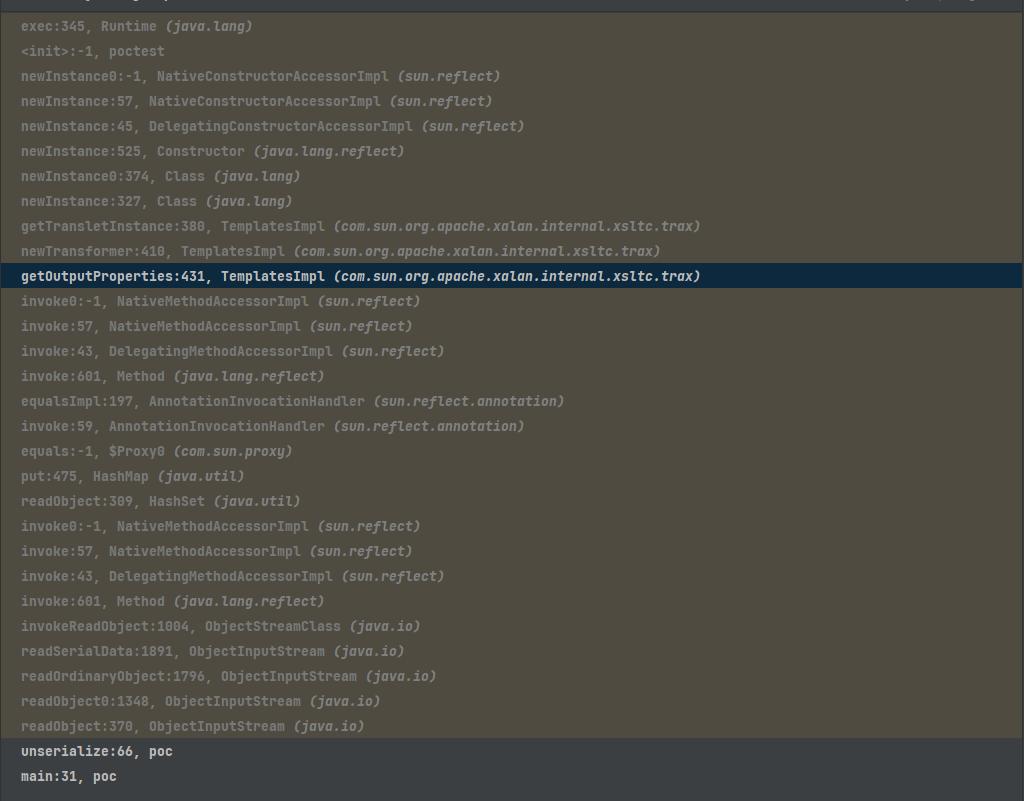 exec:345, Runtime (java.lang)
<init>:-1, poctest
newInstance0:-1, NativeConstructorAccessorImpl (sun.reflect)
newInstance:57, NativeConstructorAccessorImpl (sun.reflect)
newInstance:45, DelegatingConstructorAccessorImpl (sun.reflect)
newInstance:525, Constructor (java.lang.reflect)
newInstance0:374, Class (java.lang)
newInstance:327, Class (java.lang)
getTransletInstance:380, TemplatesImpl (com.sun.org.apache.xalan.internal.xsltc.trax)
newTransformer:410, TemplatesImpl (com.sun.org.apache.xalan.internal.xsltc.trax)
getOutputProperties:431, TemplatesImpl (com.sun.org.apache.xalan.internal.xsltc.trax)
invoke0:-1, NativeMethodAccessorImpl (sun.reflect)
invoke:57, NativeMethodAccessorImpl (sun.reflect)
invoke:43, DelegatingMethodAccessorImpl (sun.reflect)
invoke:601, Method (java.lang.reflect)
equalsImpl:197, AnnotationInvocationHandler (sun.reflect.annotation)
invoke:59, AnnotationInvocationHandler (sun.reflect.annotation)
equals:-1, $Proxy0 (com.sun.proxy)
put:475, HashMap (java.util)
readObject:309, HashSet (java.util)
invoke0:-1, NativeMethodAccessorImpl (sun.reflect)
invoke:57, NativeMethodAccessorImpl (sun.reflect)
invoke:43, DelegatingMethodAccessorImpl (sun.reflect)
invoke:601, Method (java.lang.reflect)
invokeReadObject:1004, ObjectStreamClass (java.io)
readSerialData:1891, ObjectInputStream (java.io)
readOrdinaryObject:1796, ObjectInputStream (java.io)
readObject0:1348, ObjectInputStream (java.io)
readObject:370, ObjectInputStream (java.io)
unserialize:66, poc
main:31, poc